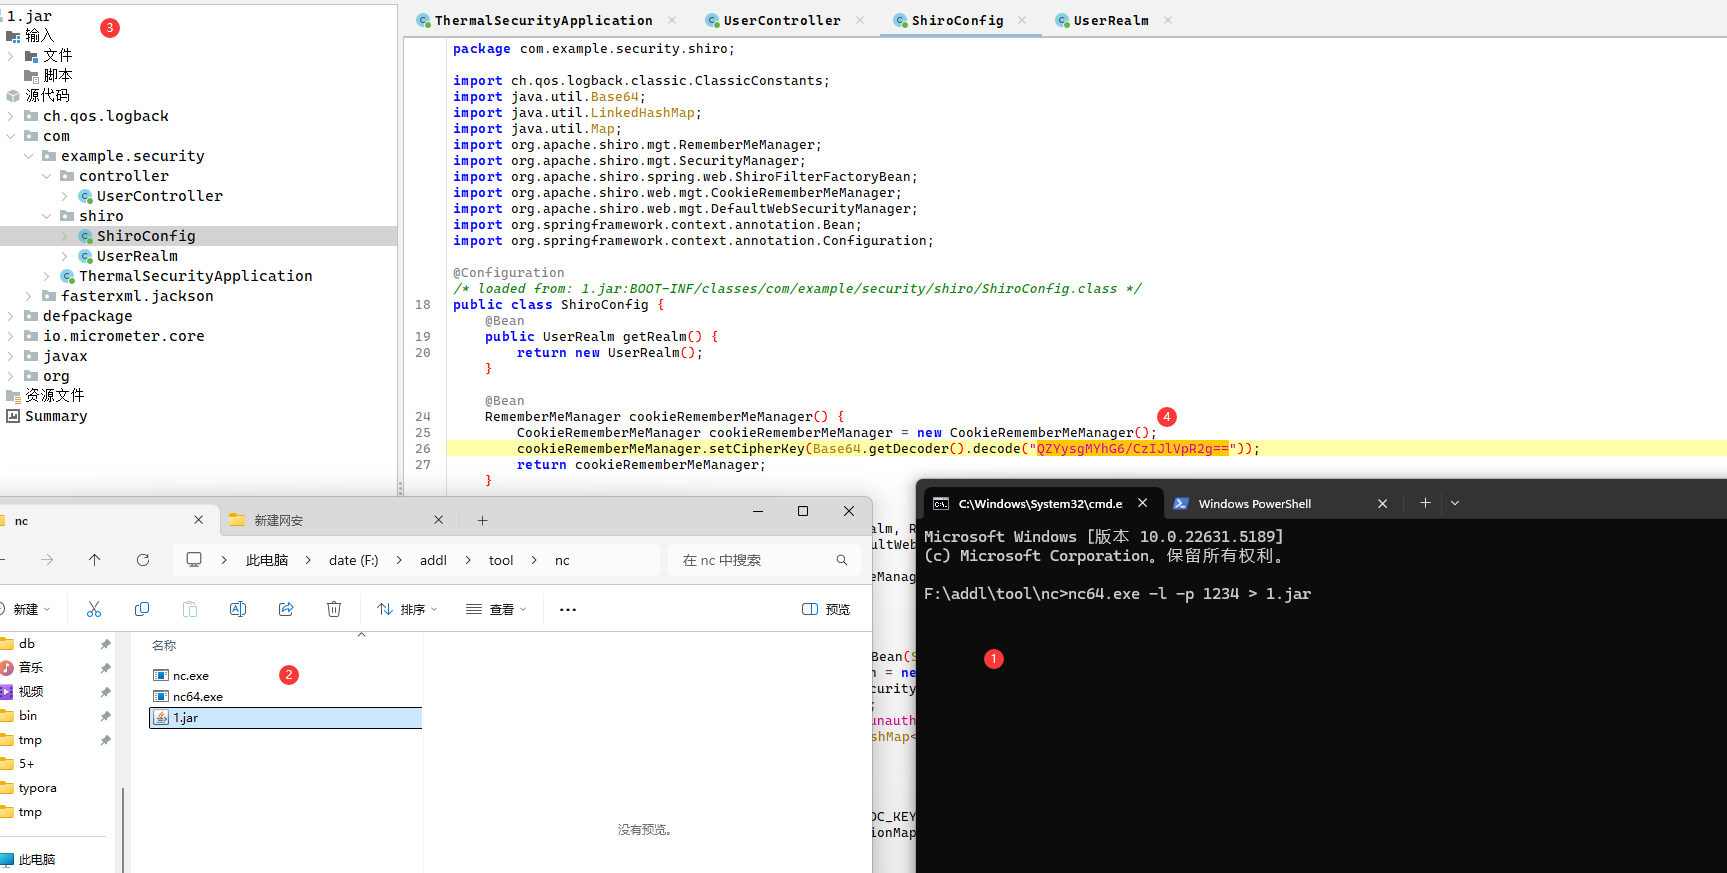 1.jar
输入
3
文件
脚本
源代码
ch.qos.logback
com
example.security
controller
UserController
shiro
ShiroConfig
UserRealm
ThermalSecurityApplication
fasterxml.jackson
defpackage
io.micrometer.core
javax
org
资源文件
Summary
ThermalSecurityApplication
UserController
ShiroConfig
UserRealm
package com.example.security.shiro;
import ch.qos.logback.classic.ClassicConstants;
import java.util.Base64;
import java.util.LinkedHashMap;
import java.util.Map;
import org.apache.shiro.mgt.RememberMeManager;
import org.apache.shiro.mgt.SecurityManager;
import org.apache.shiro.spring.web.ShiroFilterFactoryBean;
import org.apache.shiro.web.mgt.CookieRememberMeManager;
import org.apache.shiro.web.mgt.DefaultWebSecurityManager;
import org.springframework.context.annotation.Bean;
import org.springframework.context.annotation.Configuration;
@Configuration
/* loaded from: 1.jar:BOOT-INF/classes/com/example/security/shiro/ShiroConfig.class */
18 public class ShiroConfig {
@Bean
19 public UserRealm getRealm() {
20 return new UserRealm();
}
@Bean
24 RememberMeManager cookieRememberMeManager() {
4
25 CookieRememberMeManager cookieRememberMeManager = new CookieRememberMeManager();
26 cookieRememberMeManager.setCipherKey(Base64.getDecoder().decode("QZYysgMYhG6/CzIJlVpR2g=="));
27 return cookieRememberMeManager;
}
alm, R
ultWeb
eManag
Bean(S
n = ne
curity
;
unauth
shMap<
OC_KEY
ionMap
nc
新建网安
此电脑 date (F:) addl tool nc
在 nc 中搜索
新建
排序
查看
预览
db
音乐
视频
bin
tmp
5+
typora
tmp
此电脑
名称
nc.exe
2
nc64.exe
1.jar
没有预览。
C:\Windows\System32\cmd.e
Windows PowerShell
Microsoft Windows [版本 10.0.22631.5189]
(c) Microsoft Corporation。保留所有权利。
F:\addl\tool\nc>nc64.exe -l -p 1234 > 1.jar
1